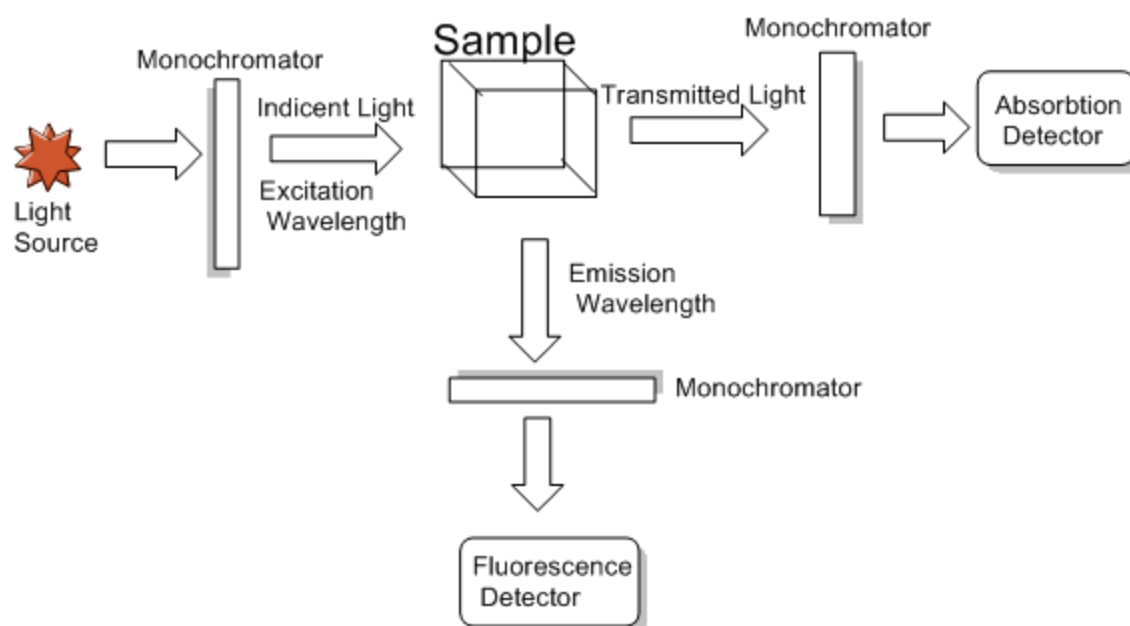 Sample
Monochromator
Monochromator
Indicent Light
Transmitted Light
Absorbtion
Detector
Excitation
Wavelength
Light
Source
Emission
Wavelength
Monochromator
Fluorescence
Detector